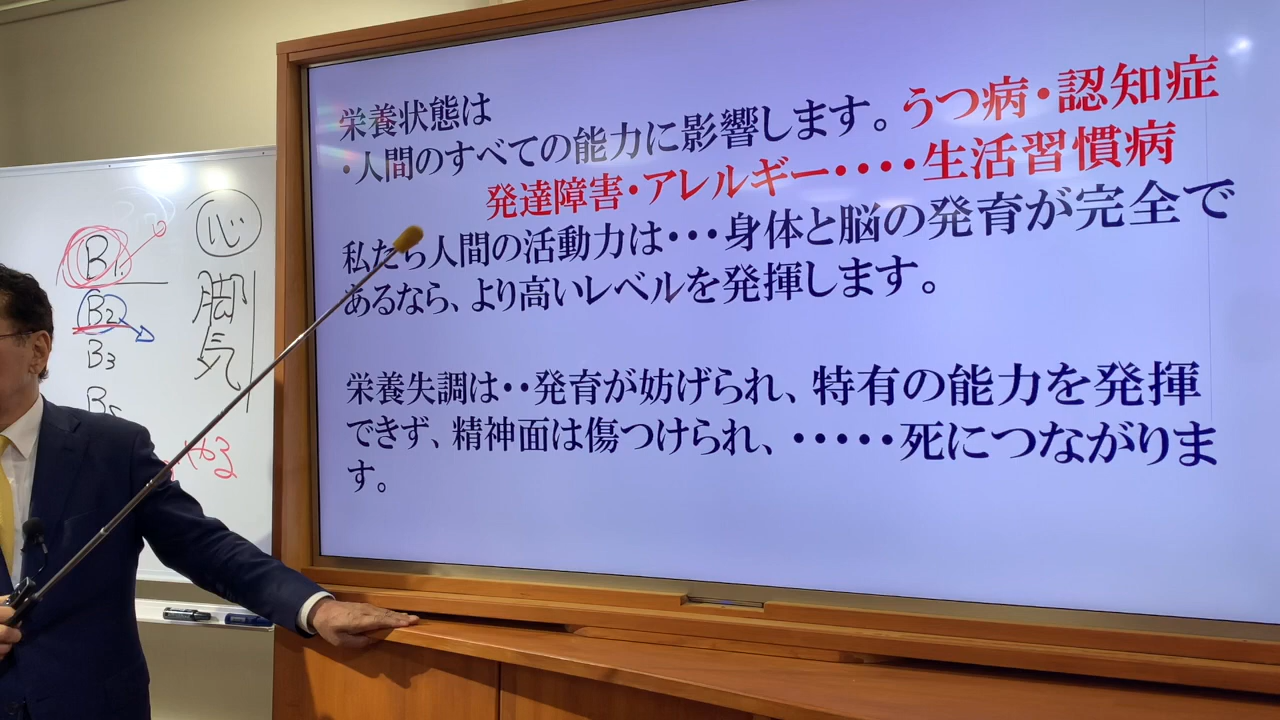 栄養状態は
・人間のすべての能力に影響します。うつ病・認知症
発達障害・アレルギー・・・・生活習慣病
私たち人間の活動力は・・・身体と脳の発育が完全で
あるなら、より高いレベルを発揮します。
栄養失調は・・発育が妨げられ、特有の能力を発揮
できず、精神面は傷つけられ、・・・・・死につながりま
す。
B1
B2
B3
心
脚気